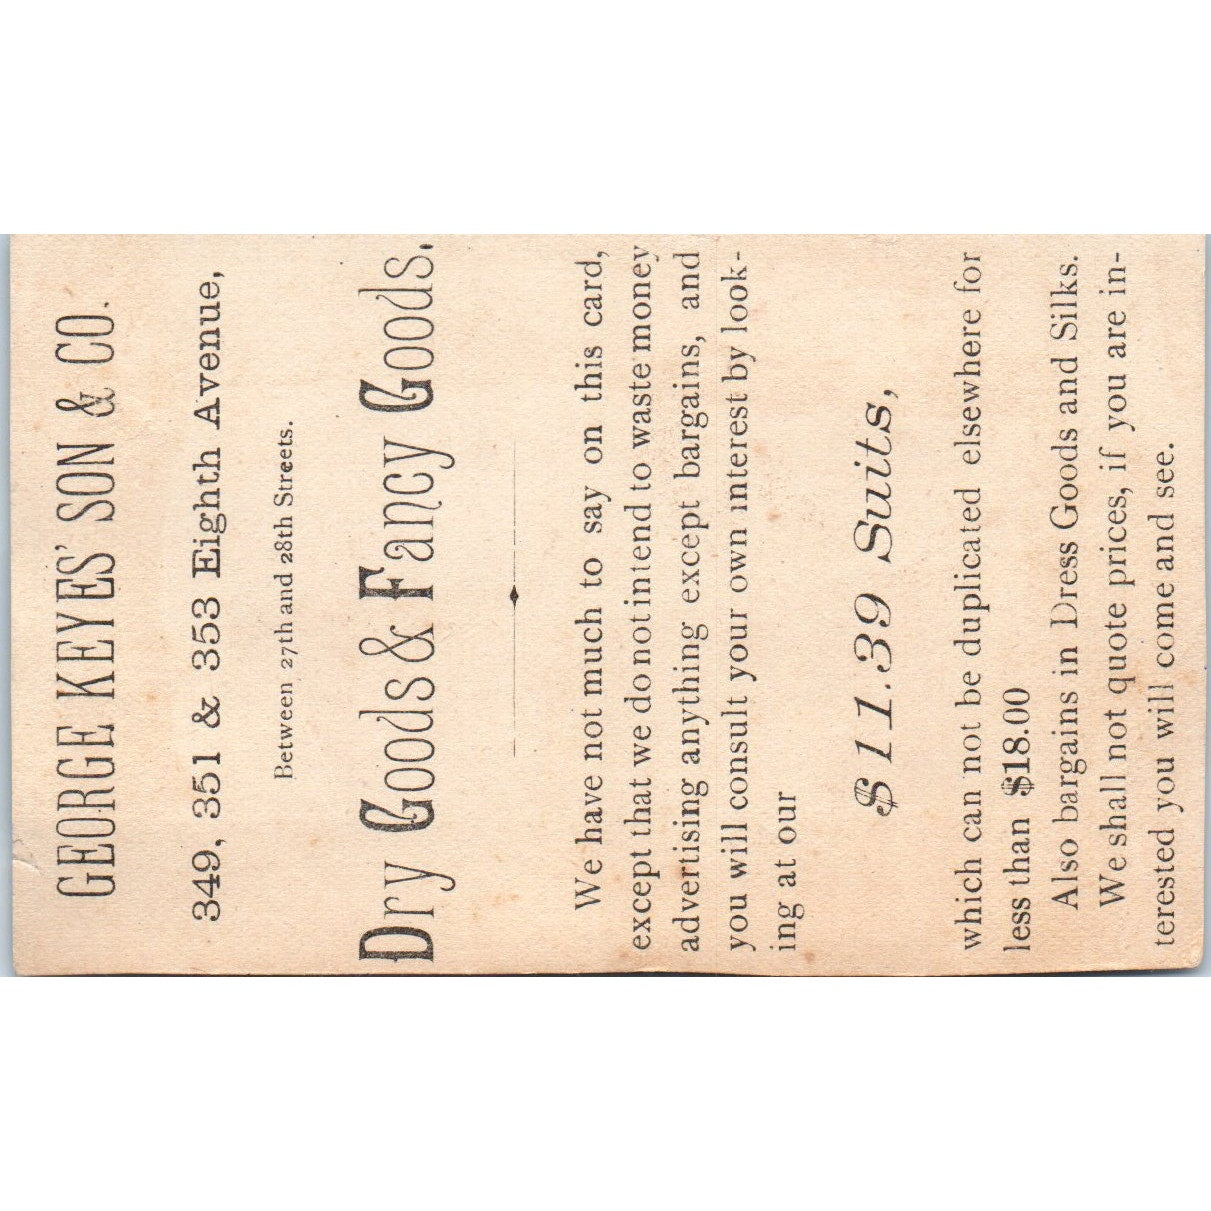 GEORGE KEYES' SON & CO.
349, 351 & 353 Eighth Avenue,
Between 27th and 28th Streets.
Dry Goods & Fancy Goods.
We have not much to say on this card,
except that we do not intend to waste money
advertising anything except bargains, and
you will consult your own interest by look-
ing at our
$11.39 Suits,
which can not be duplicated elsewhere for
less than $18.00
Also bargains in Dress Goods and Silks.
We shall not quote prices, if you are in-
terested you will come and see.